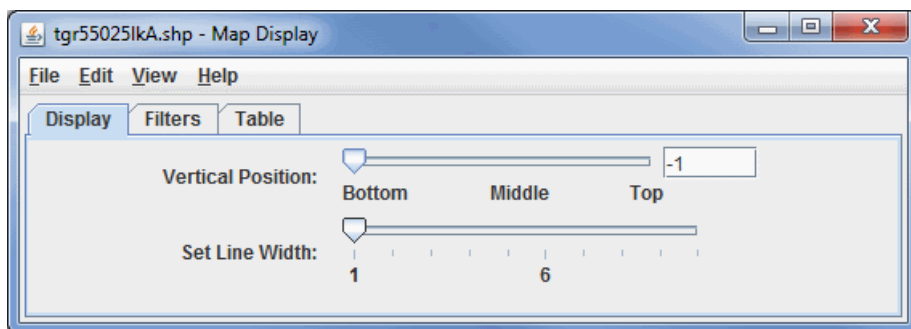 tgr55025lkA.shp - Map Display
File Edit View Help
Display Filters Table
Vertical Position: -1
Bottom Middle Top
Set Line Width:
1 6